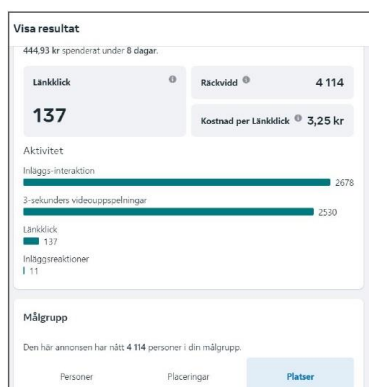 Visa resultat
444,93 kr spenderat under 8 dagar.
Länkklick
137
Räckvidd 4 114
Kostnad per Länkklick 3,25 kr
Aktivitet
Inläggs-interaktion
2678
3-sekunders videouppspelningar
2530
Länkklick
137
Inläggsreaktioner
11
Målgrupp
Den här annonsen har nått 4 114 personer i din målgrupp.
Personer Placeringar Platser